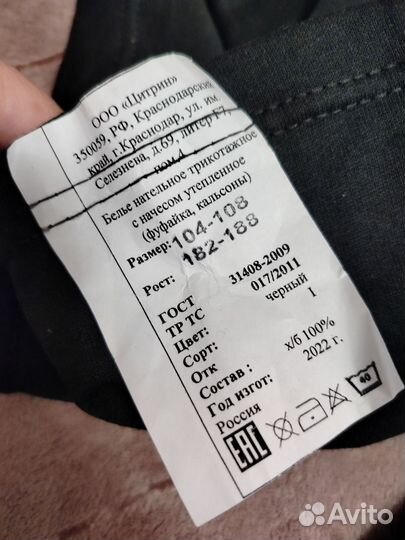 ООО «Цитрин»
350059, РФ, Краснодарский
край, г.Краснодар, ул. им.
Селезнева, д.69, литер Г7,
пом.4
Белье нательное трикотажное
с начесом утепленное
(фуфайка, кальсоны)
Размер: 104-108
Рост: 182-188
ГОСТ 31408-2009
ТР ТС 017/2011
Цвет: черный
Сорт: 1
Отк
Состав : х/б 100%
Год изгот: 2022 г.
Россия
EAC
40
Avito